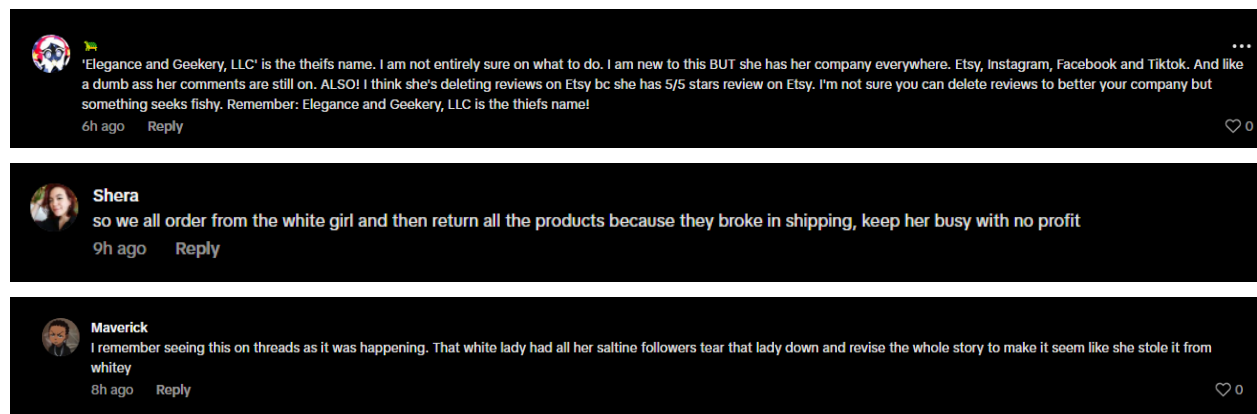 'Elegance and Geekery, LLC' is the theifs name. I am not entirely sure on what to do. I am new to this BUT she has her company everywhere. Etsy, Instagram, Facebook and Tiktok. And like
a dumb ass her comments are still on. ALSO! I think she's deleting reviews on Etsy bc she has 5/5 stars review on Etsy. I'm not sure you can delete reviews to better your company but
something seeks fishy. Remember: Elegance and Geekery, LLC is the thiefs name!
6h ago Reply 0
Shera
so we all order from the white girl and then return all the products because they broke in shipping, keep her busy with no profit
9h ago Reply
Maverick
I remember seeing this on threads as it was happening. That white lady had all her saltine followers tear that lady down and revise the whole story to make it seem like she stole it from
whitey
8h ago Reply 0